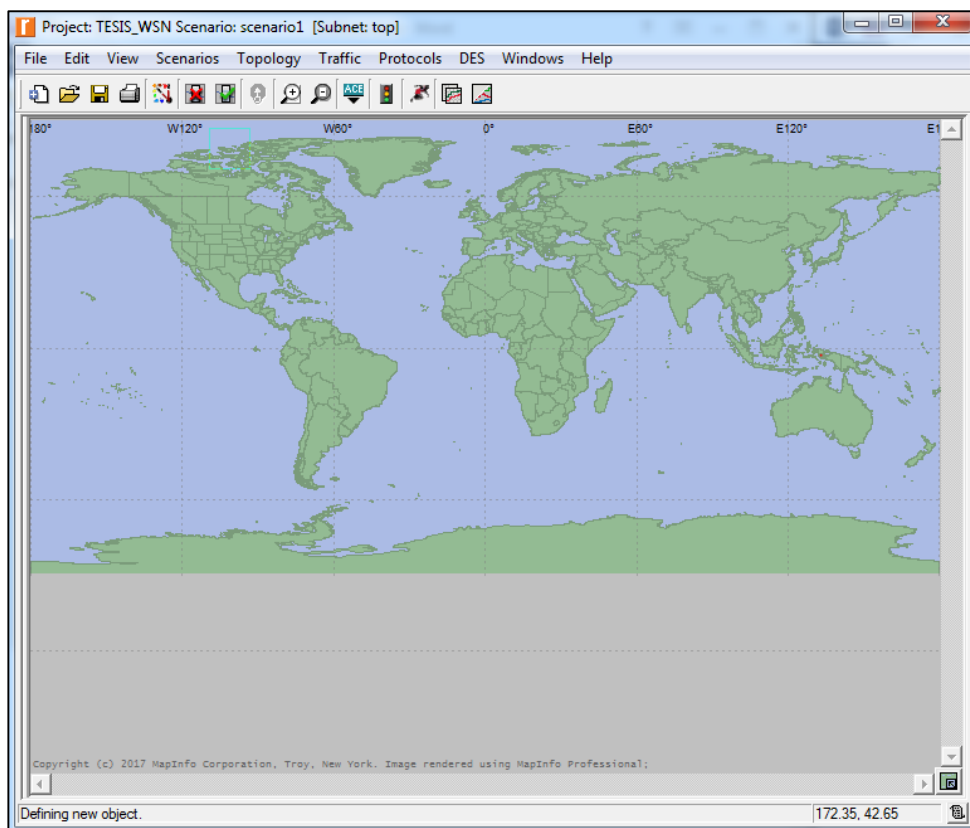 Project: TESIS_WSN Scenario: scenario1 [Subnet: top]
File Edit View Scenarios Topology Traffic Protocols DES Windows Help
ACE
180° W120° W60° 0° E60° E120° E1
Copyright (c) 2017 MapInfo Corporation, Troy, New York. Image rendered using MapInfo Professional;
Defining new object. 172.35, 42.65